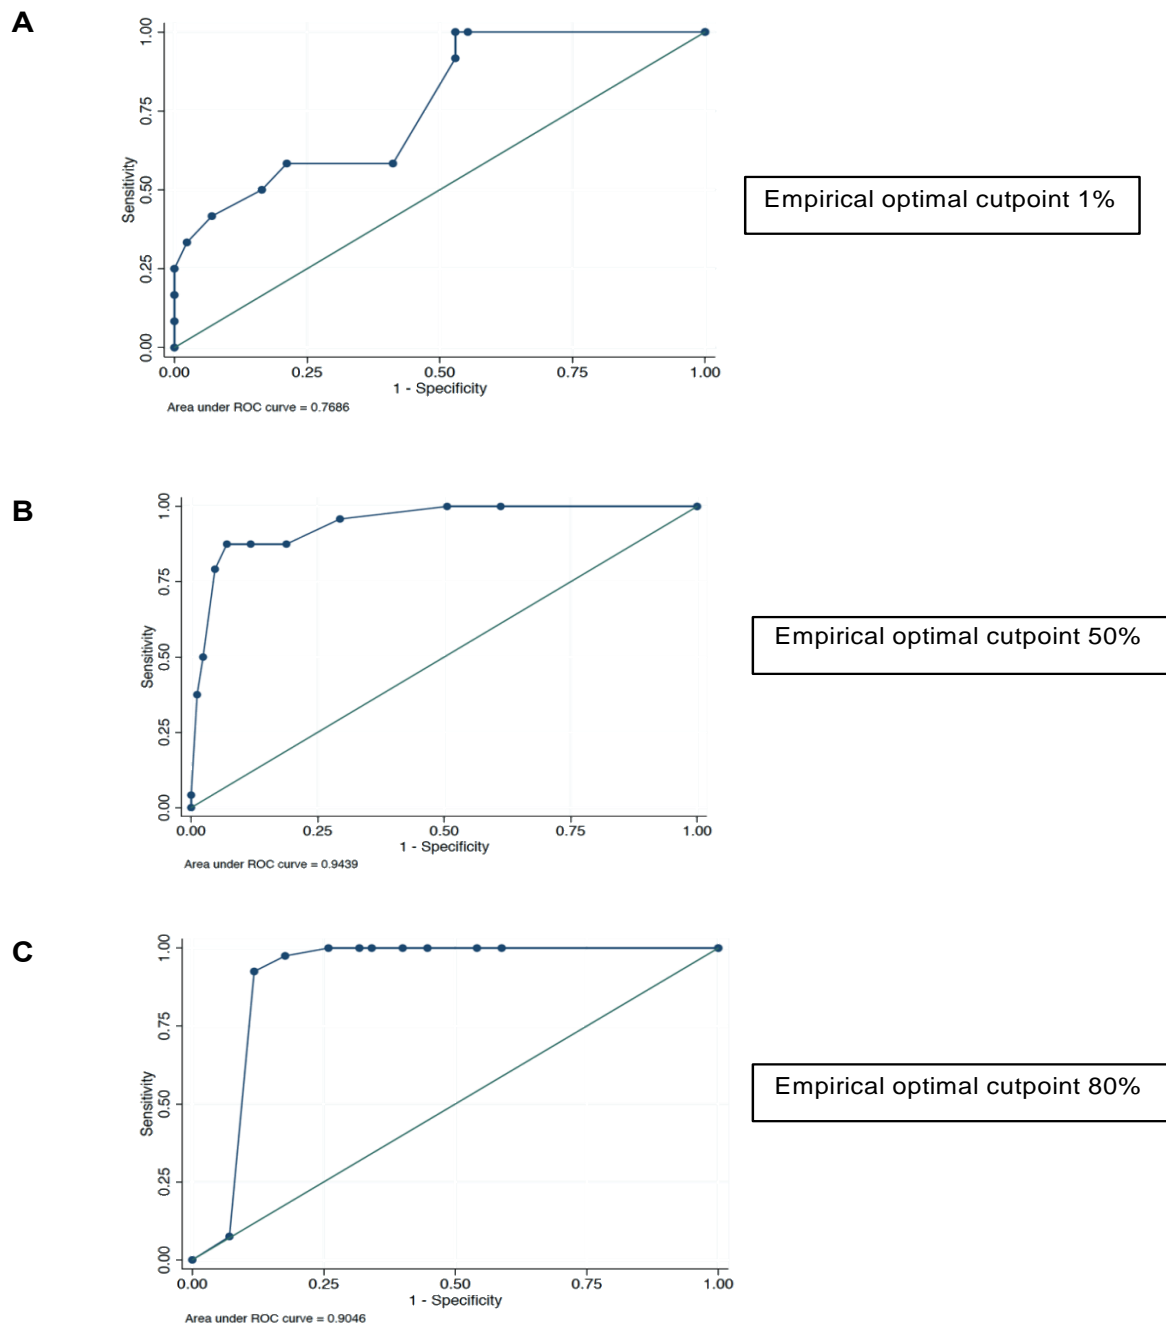 A
1.00
0.75
Sensitivity
0.50
0.25
0.00
0.00 0.25 0.50 0.75 1.00
1 - Specificity
Area under ROC curve = 0.7686
Empirical optimal cutpoint 1%
B
1.00
0.75
Sensitivity
0.50
0.25
0.00
0.00 0.25 0.50 0.75 1.00
1 - Specificity
Area under ROC curve = 0.9439
Empirical optimal cutpoint 50%
C
1.00
0.75
Sensitivity
0.50
0.25
0.00
0.00 0.25 0.50 0.75 1.00
1 - Specificity
Area under ROC curve = 0.9046
Empirical optimal cutpoint 80%